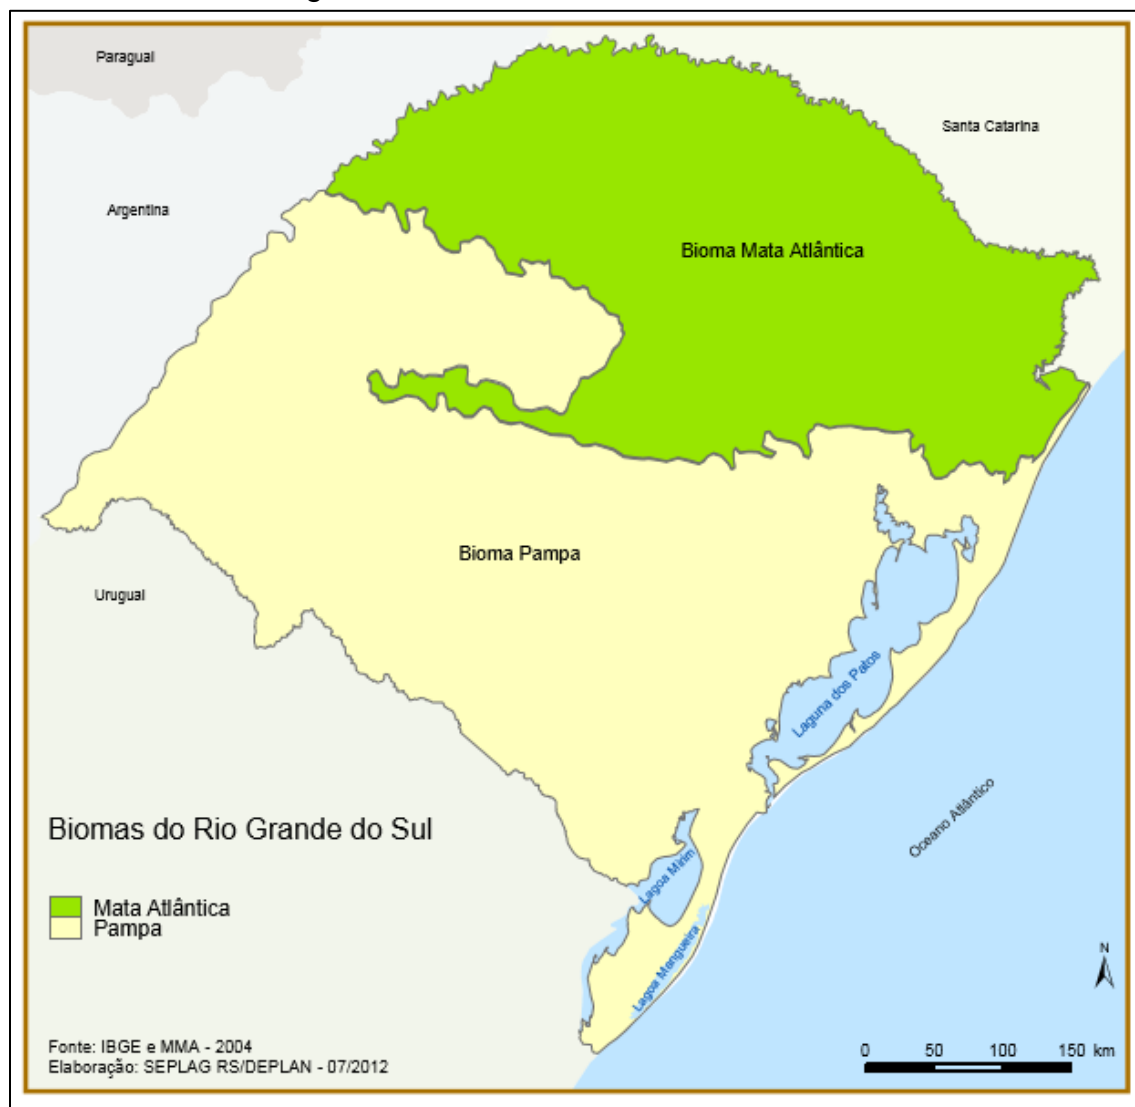 Paraguai
Santa Catarina
Argentina
Bioma Mata Atlântica
Bioma Pampa
Uruguai
Laguna dos Patos
Oceano Atlântico
Biomas do Rio Grande do Sul
Lagoa Mirim
Mata Atlântica
Pampa
Lagoa Mangueira
N
Fonte: IBGE e MMA - 2004
Elaboração: SEPLAG RS/DEPLAN - 07/2012
0 50 100 150 km